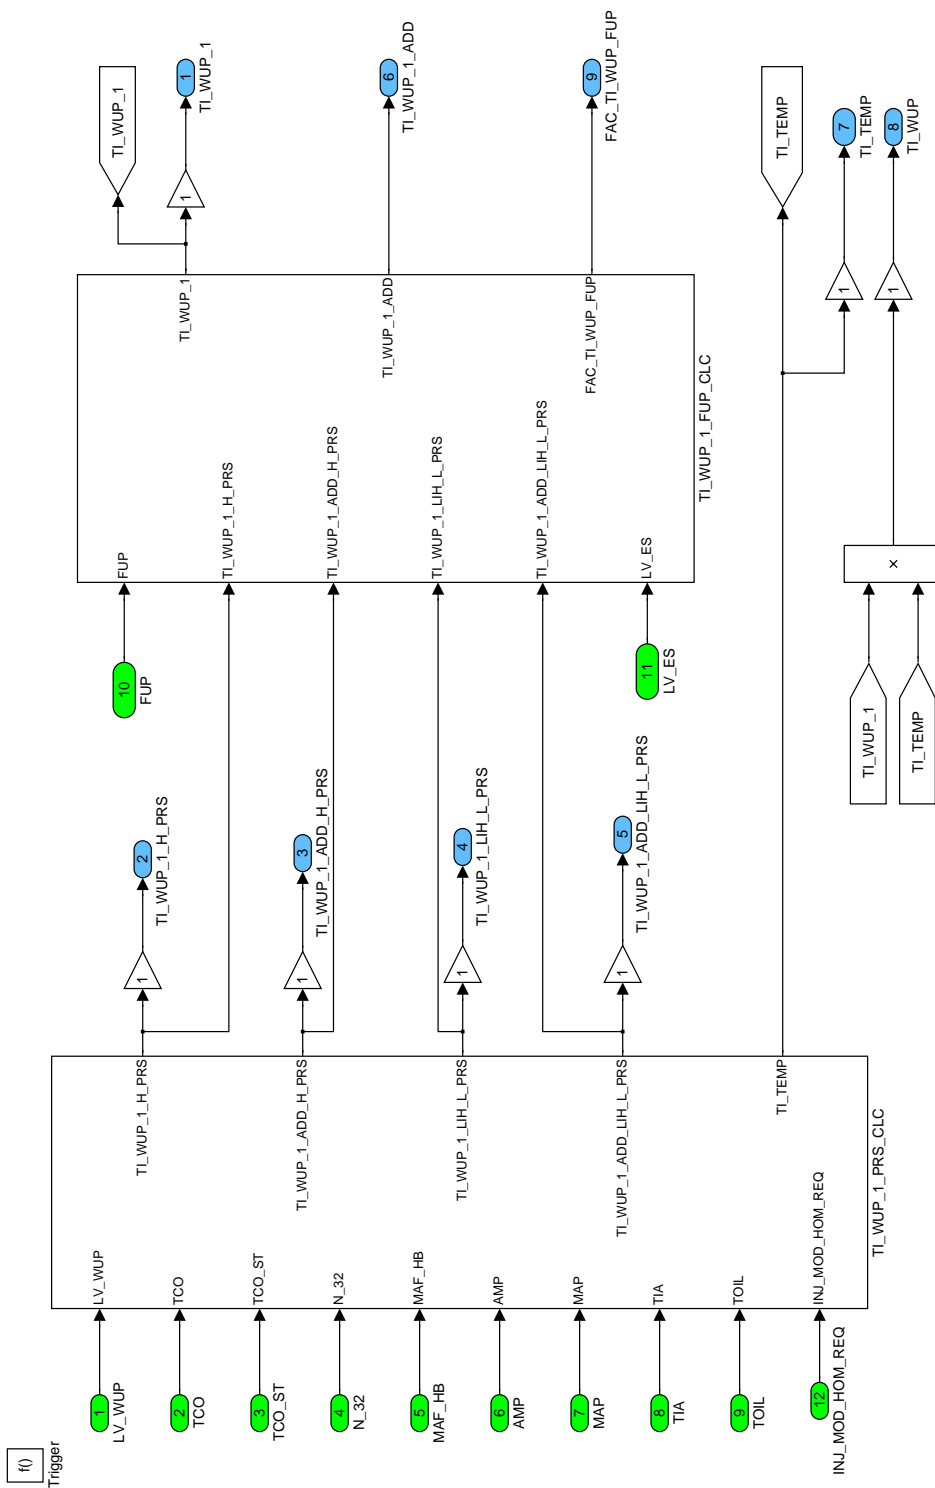 f()
Trigger
1
LV_WUP
2
TCO
3
TCO_ST
4
N_32
5
MAF_HB
6
AMP
7
MAP
8
TIA
9
TOIL
12
INJ_MOD_HOM_REQ
LV_WUP
TCO
TCO_ST
N_32
MAF_HB
AMP
MAP
TIA
TOIL
INJ_MOD_HOM_REQ
TI_WUP_1_H_PRS
TI_WUP_1_ADD_H_PRS
TI_WUP_1_LIH_L_PRS
TI_WUP_1_ADD_LIH_L_PRS
TI_TEMP
TI_WUP_1_PRS_CLC
1
2
TI_WUP_1_H_PRS
1
3
TI_WUP_1_ADD_H_PRS
1
4
TI_WUP_1_LIH_L_PRS
1
5
TI_WUP_1_ADD_LIH_L_PRS
10
FUP
11
LV_ES
FUP
TI_WUP_1_H_PRS
TI_WUP_1_ADD_H_PRS
TI_WUP_1_LIH_L_PRS
TI_WUP_1_ADD_LIH_L_PRS
LV_ES
TI_WUP_1
TI_WUP_1_ADD
FAC_TI_WUP_FUP
TI_WUP_1_FUP_CLC
TI_WUP_1
1
1
TI_WUP_1
6
TI_WUP_1_ADD
9
FAC_TI_WUP_FUP
TI_TEMP
1
7
TI_TEMP
TI_WUP_1
TI_TEMP
×
1
8
TI_WUP